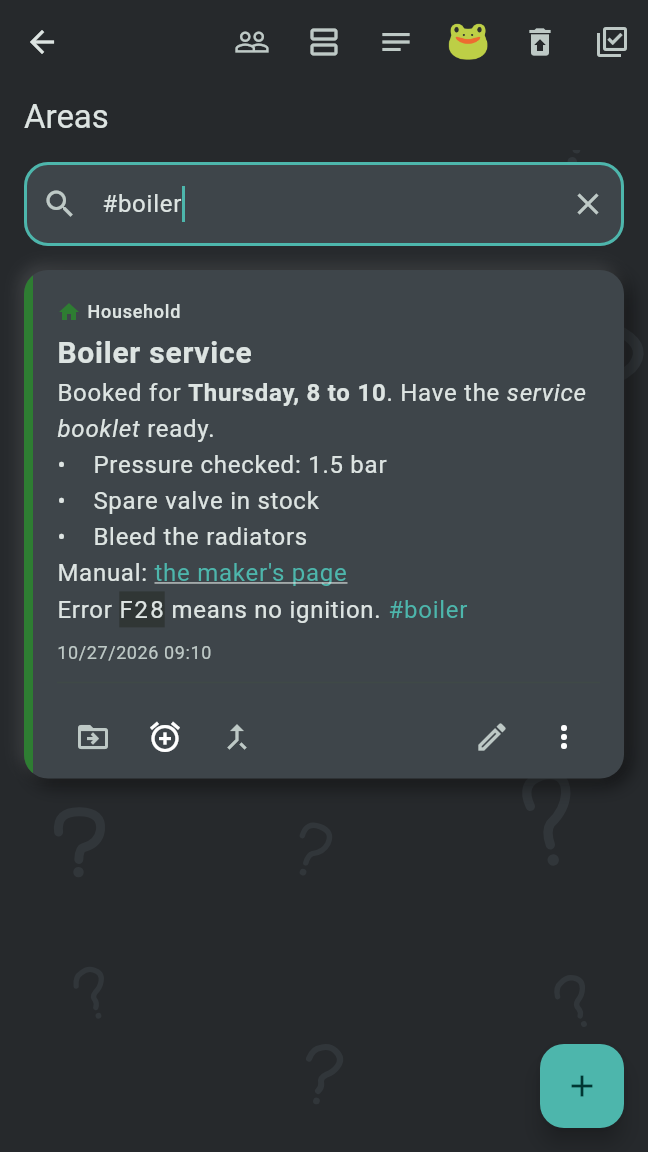 Areas
#boiler
Household
Boiler service
Booked for Thursday, 8 to 10. Have the service
booklet ready.
• Pressure checked: 1.5 bar
• Spare valve in stock
• Bleed the radiators
Manual: the maker's page
Error F28 means no ignition. #boiler
10/27/2026 09:10